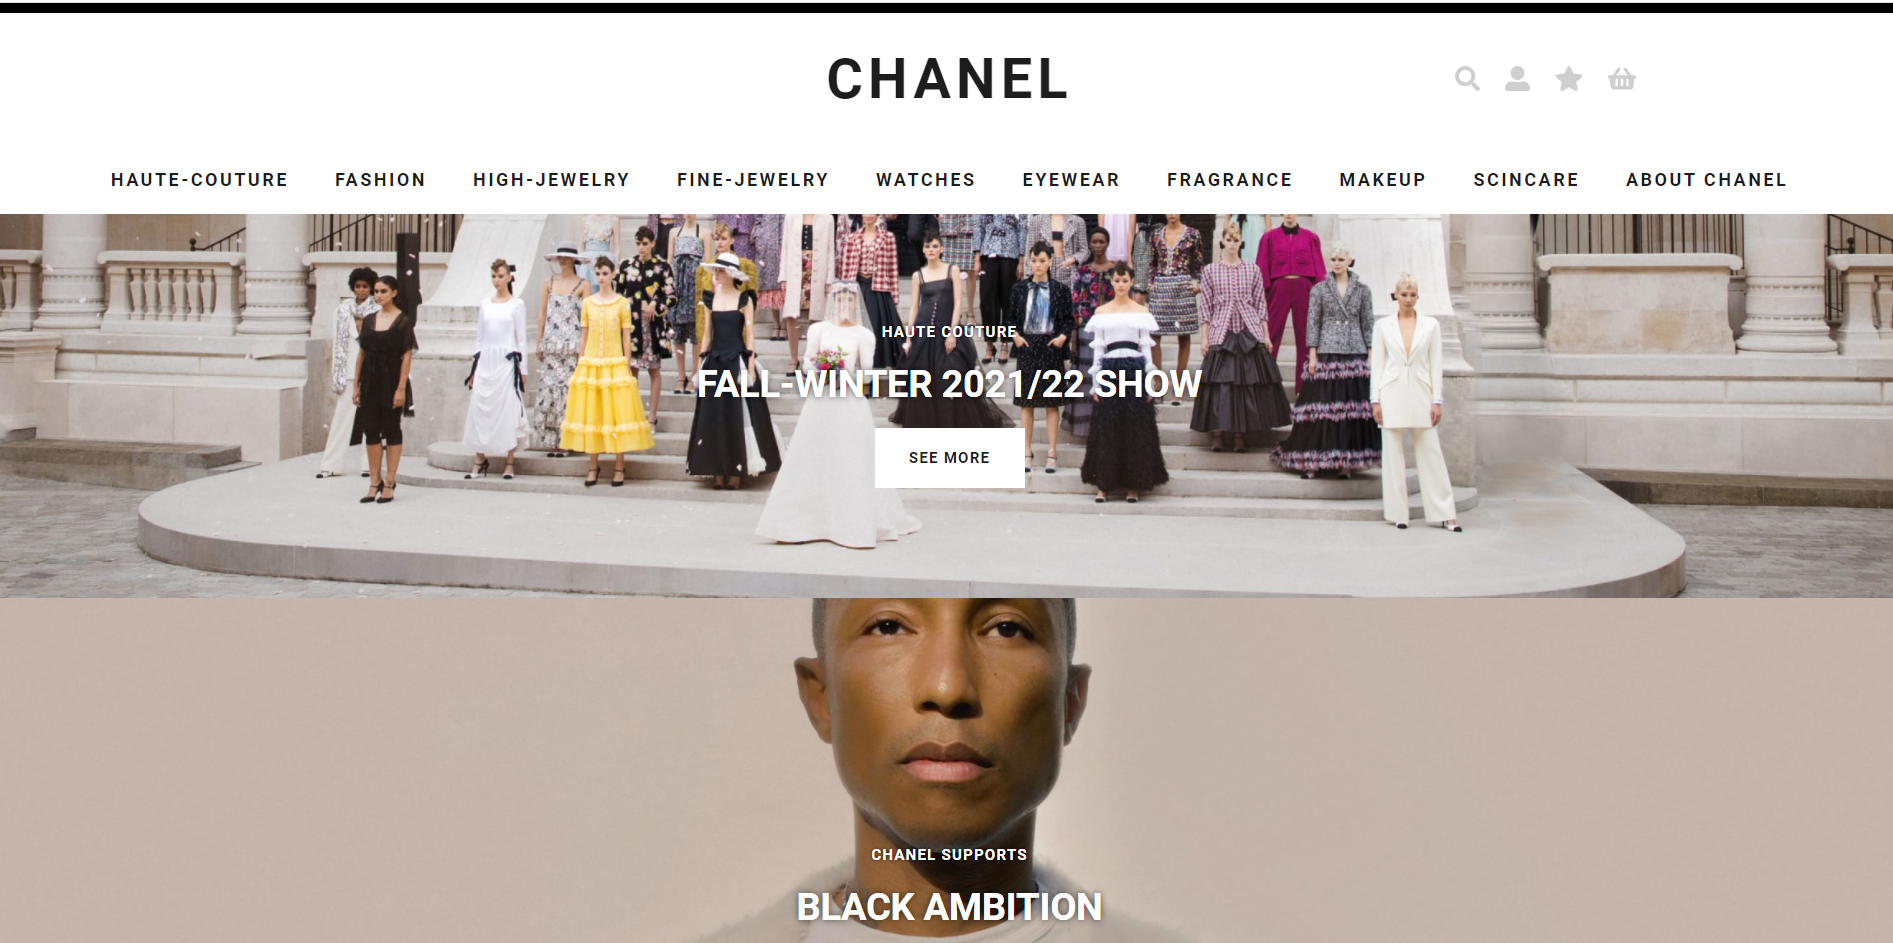 CHANEL
HAUTE-COUTURE FASHION HIGH-JEWELRY FINE-JEWELRY WATCHES EYEWEAR FRAGRANCE MAKEUP SCINCARE ABOUT CHANEL
HAUTE COUTURE
FALL-WINTER 2021/22 SHOW
SEE MORE
CHANEL SUPPORTS
BLACK AMBITION